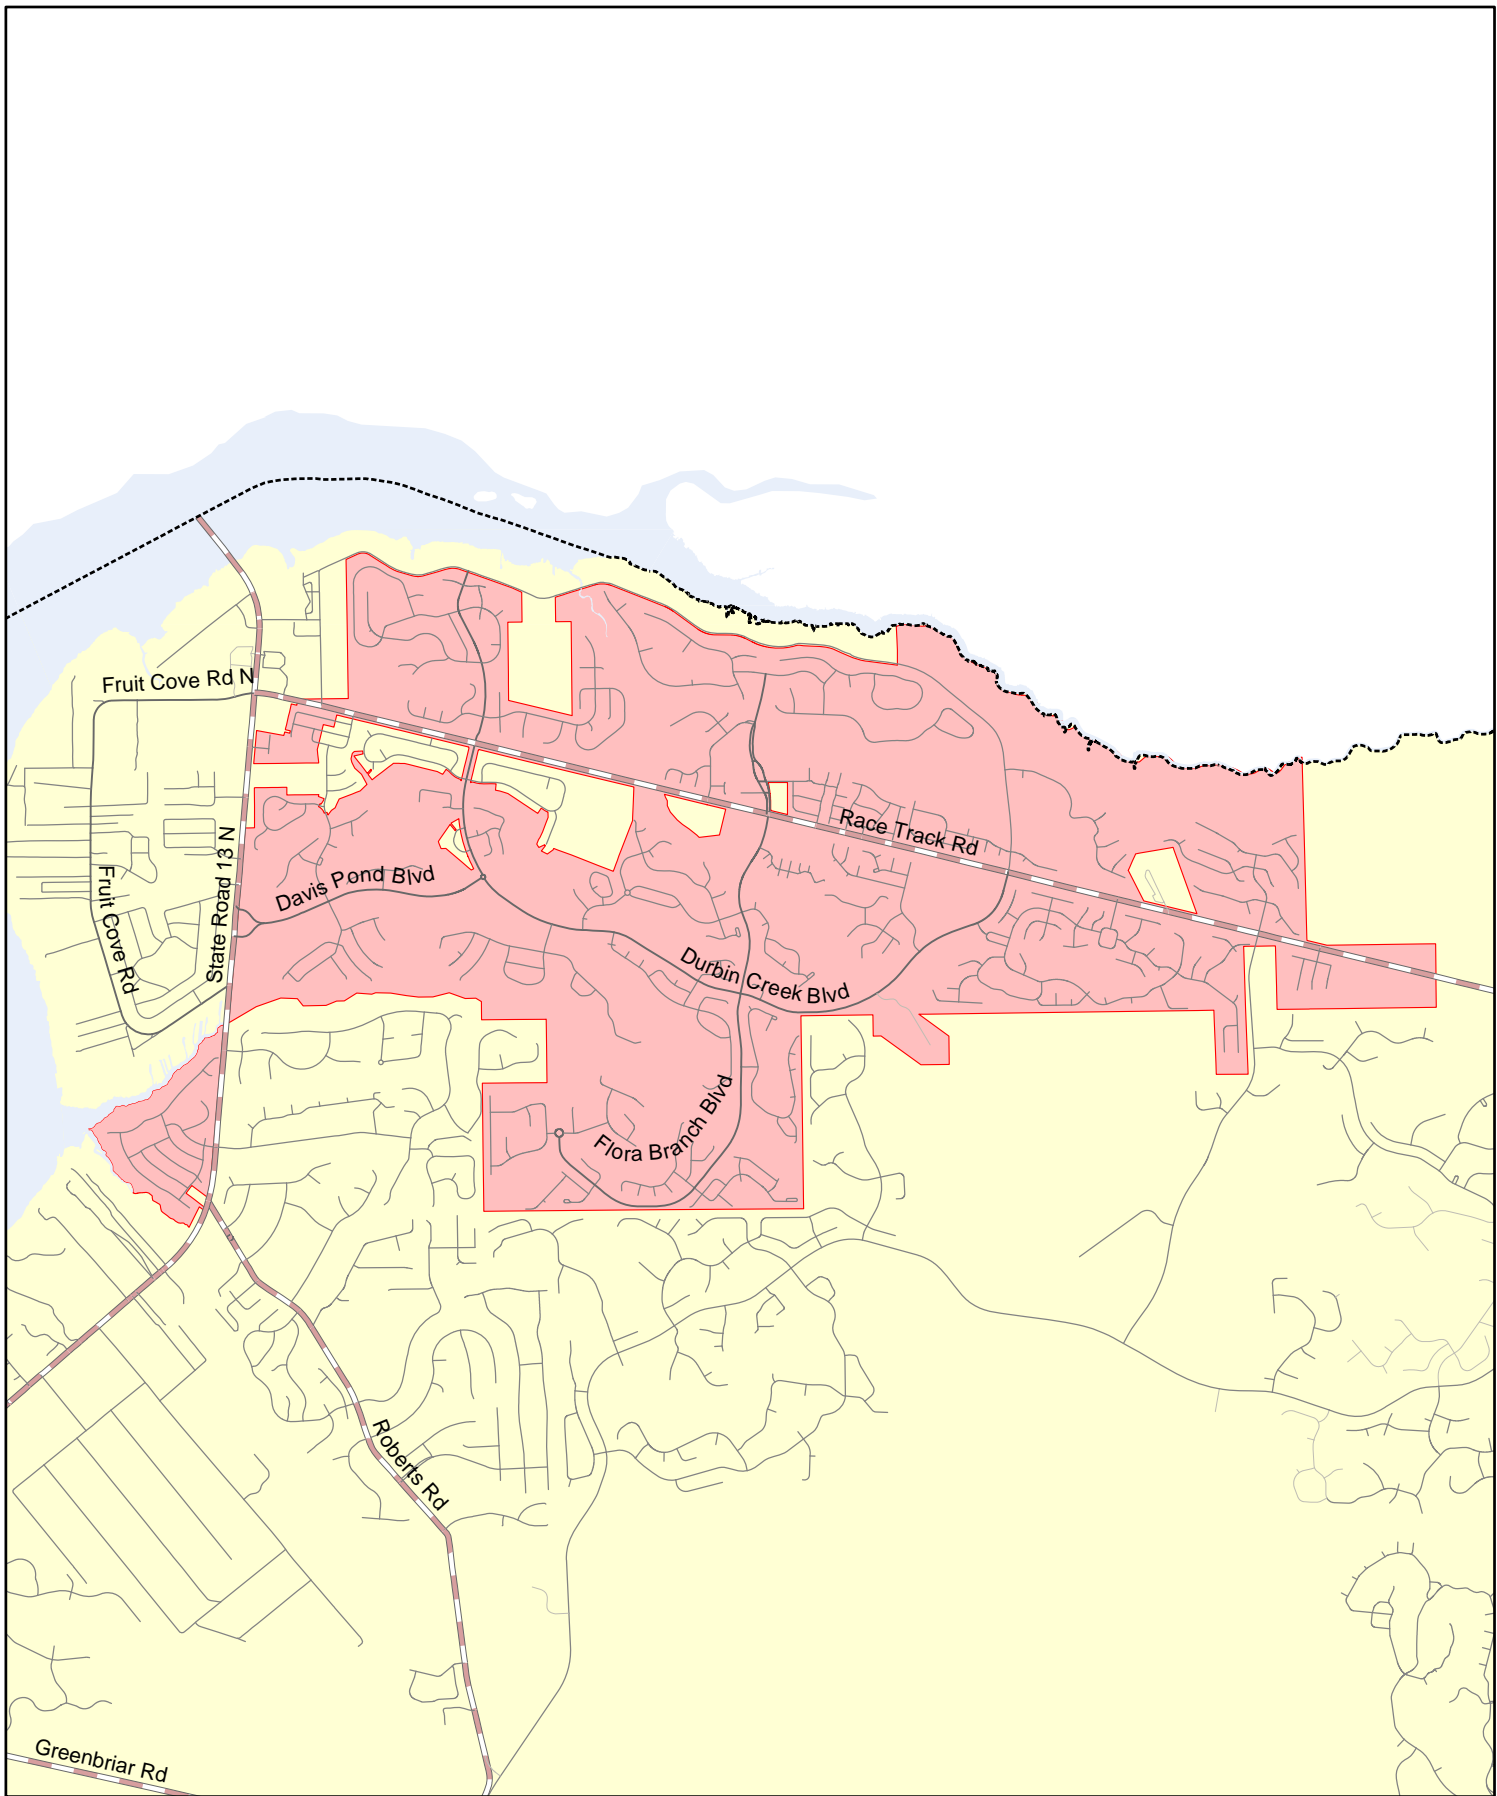 Fruit Cove Rd N
Race Track Rd
State Road 13 N
Davis Pond Blvd
Fruit Cove Rd
Durbin Creek Blvd
Flora Branch Blvd
Roberts Rd
Greenbriar Rd